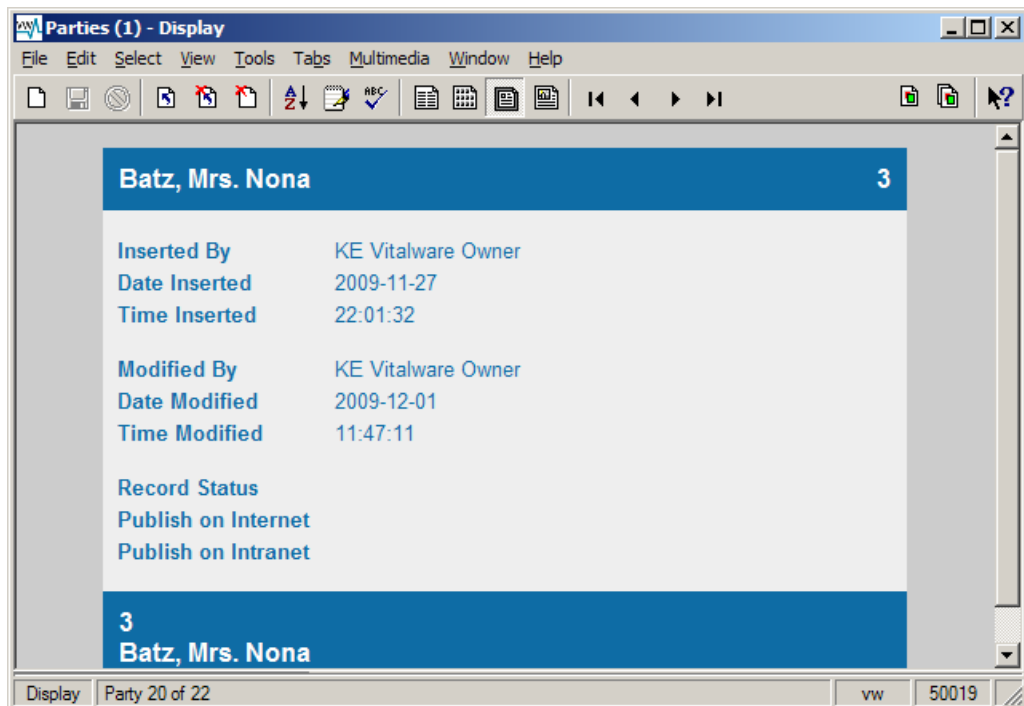 Parties (1) - Display
File Edit Select View Tools Tabs Multimedia Window Help
Batz, Mrs. Nona 3
Inserted By KE Vitalware Owner
Date Inserted 2009-11-27
Time Inserted 22:01:32
Modified By KE Vitalware Owner
Date Modified 2009-12-01
Time Modified 11:47:11
Record Status
Publish on Internet
Publish on Intranet
3
Batz, Mrs. Nona
Display Party 20 of 22 vw 50019